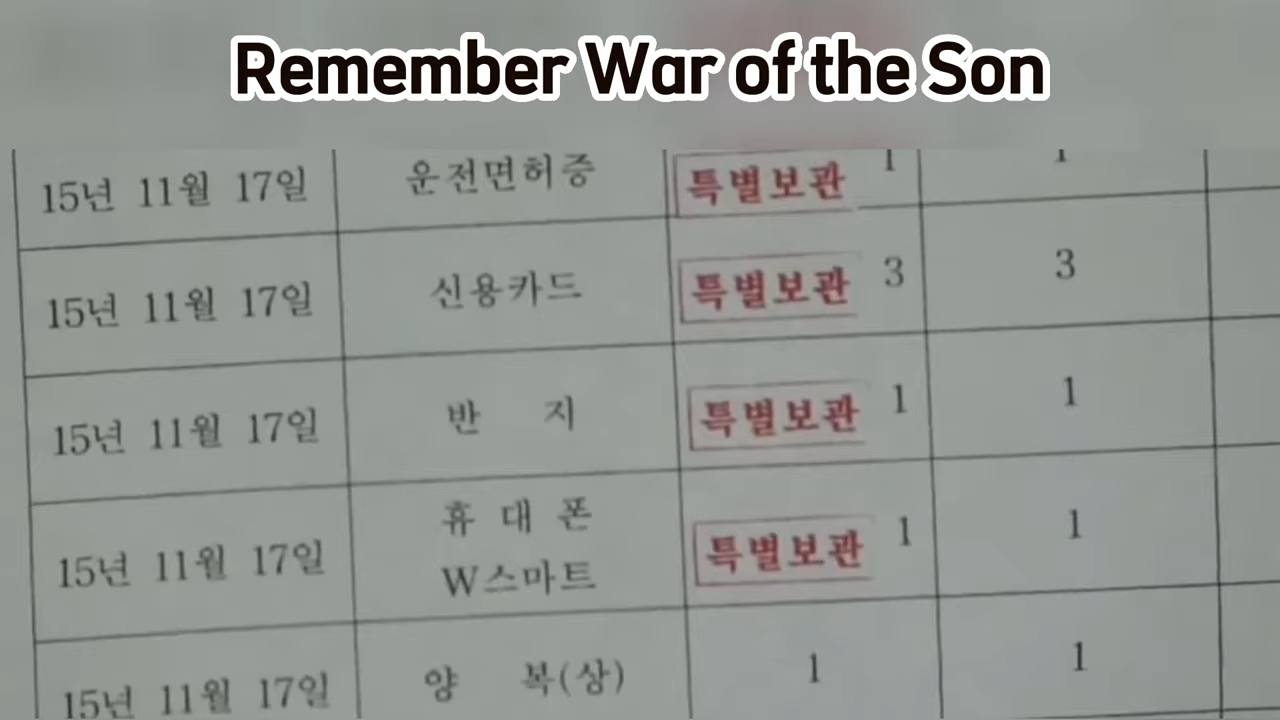 Remember War of the Son
15년 11월 17일 운전면허증 특별보관 1 1
15년 11월 17일 신용카드 특별보관 3 3
15년 11월 17일 반 지 특별보관 1 1
15년 11월 17일 휴 대 폰
W스마트 특별보관 1 1
15년 11월 17일 양 복(상) 1 1